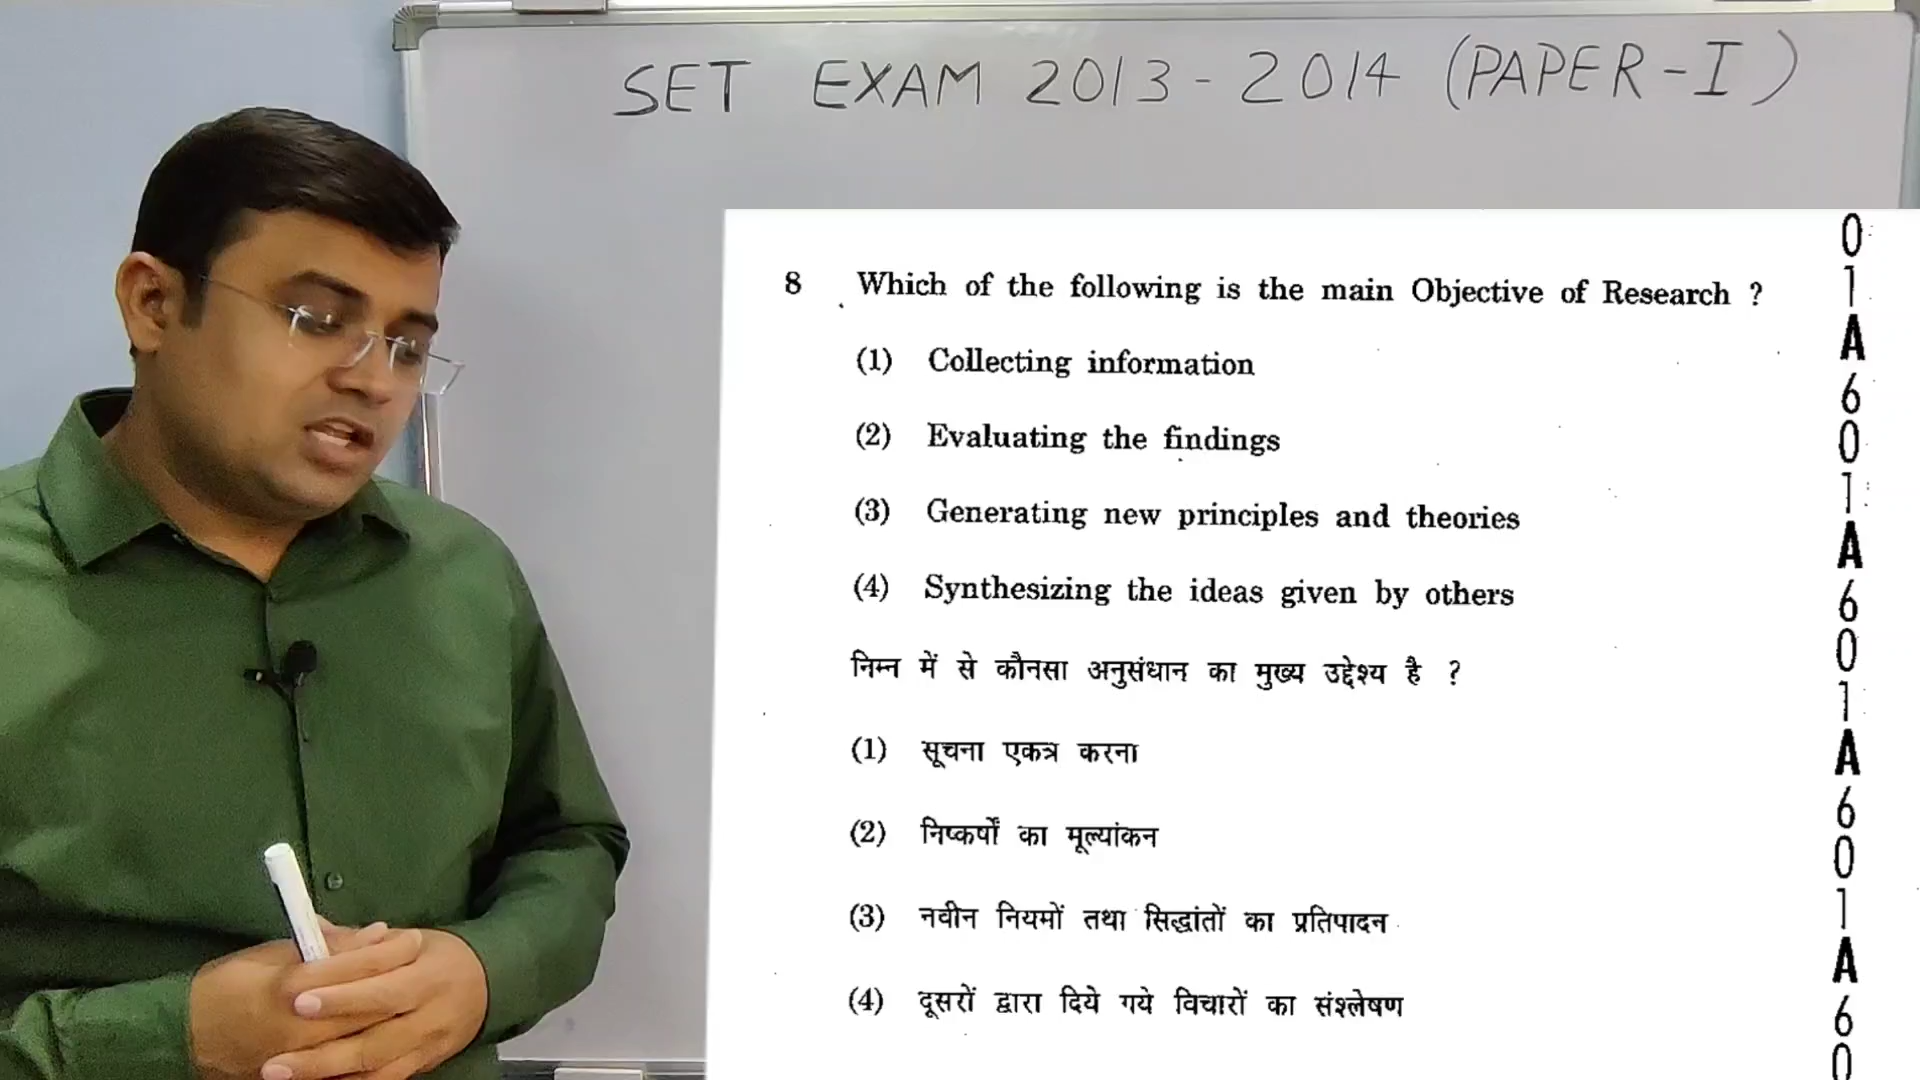 SET EXAM 2013-2014 (PAPER-I)
8 Which of the following is the main Objective of Research ?
(1) Collecting information
(2) Evaluating the findings
(3) Generating new principles and theories
(4) Synthesizing the ideas given by others
निम्न में से कौनसा अनुसंधान का मुख्य उद्देश्य है ?
(1) सूचना एकत्र करना
(2) निष्कर्षों का मूल्यांकन
(3) नवीन नियमों तथा सिद्धांतों का प्रतिपादन
(4) दूसरों द्वारा दिये गये विचारों का संश्लेषण
0
1
A
6
0
1
A
6
0
1
A
6
0
1
A
6
0